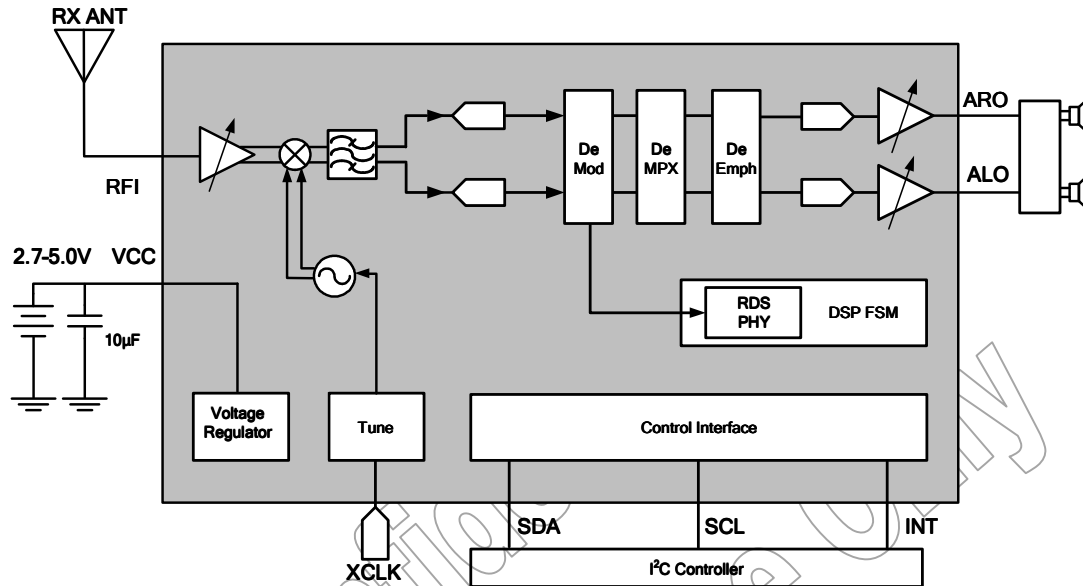 RX ANT
RFI
2.7-5.0V VCC
10µF
De
Mod
De
MPX
De
Emph
ARO
ALO
RDS
PHY
DSP FSM
Voltage
Regulator
Tune
Control Interface
SDA
SCL
INT
XCLK
I²C Controller